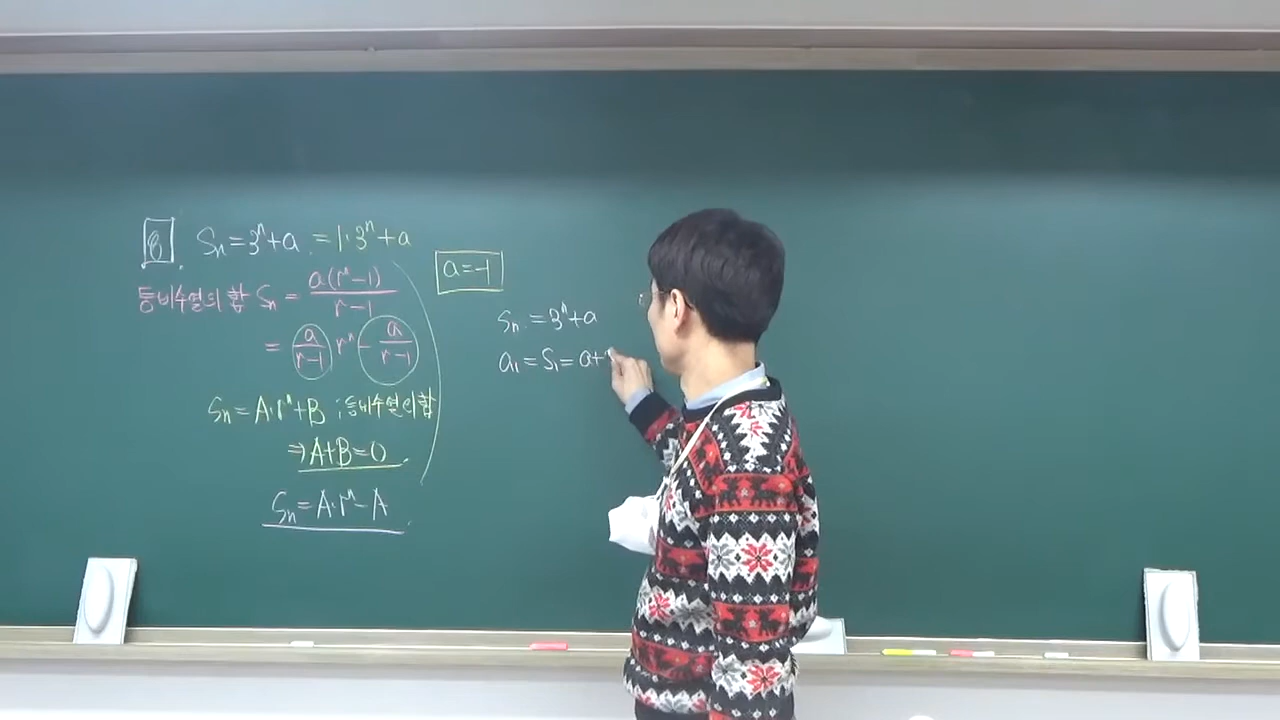 8. Sₙ = 3ⁿ+a = 1·3ⁿ+a
등비수열의 합 Sₙ = a(rⁿ-1)/r-1
= a/r-1 rⁿ - a/r-1
Sₙ = A·rⁿ+B ; 등비수열의 합
⇒ A+B=0
Sₙ = A·rⁿ-A
a=-1
Sₙ = 3ⁿ+a
a₁ = S₁ = a+